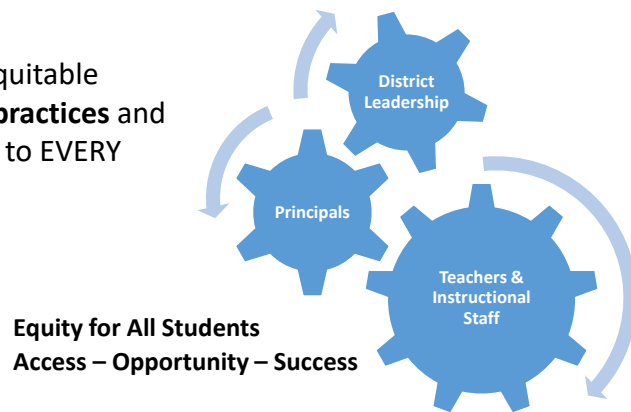 quitable
practices and
to EVERY
District
Leadership
Principals
Teachers &
Instructional
Staff
Equity for All Students
Access – Opportunity – Success